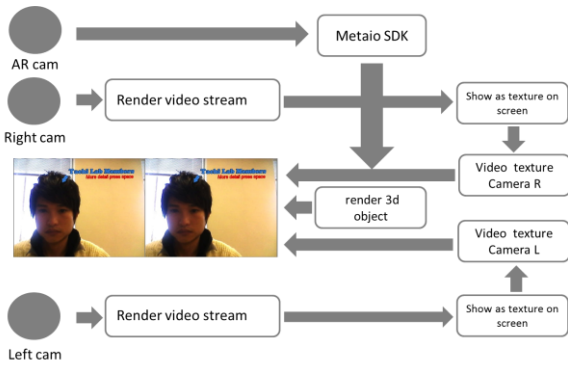 Metaio SDK
AR cam
Render video stream
Show as texture on
screen
Right cam
Video texture
Camera R
render 3d
object
Video texture
Camera L
Render video stream
Show as texture on
screen
Left cam